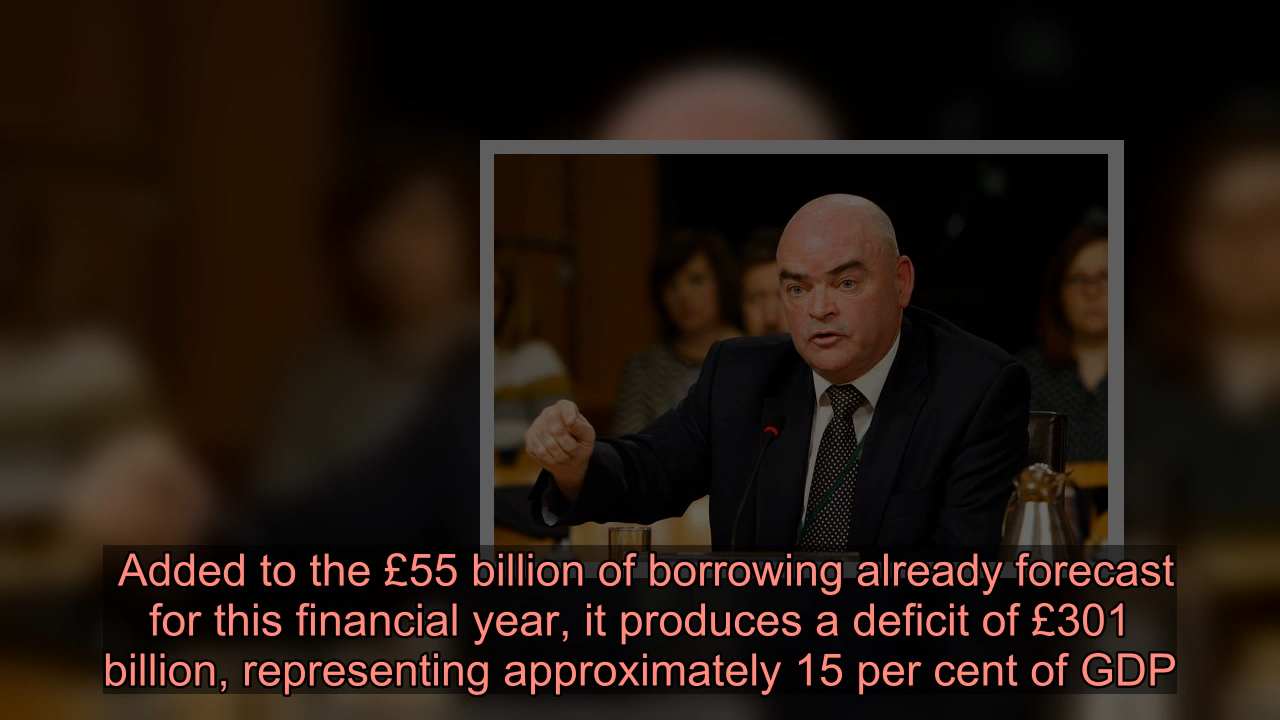 Added to the £55 billion of borrowing already forecast
for this financial year, it produces a deficit of £301
billion, representing approximately 15 per cent of GDP